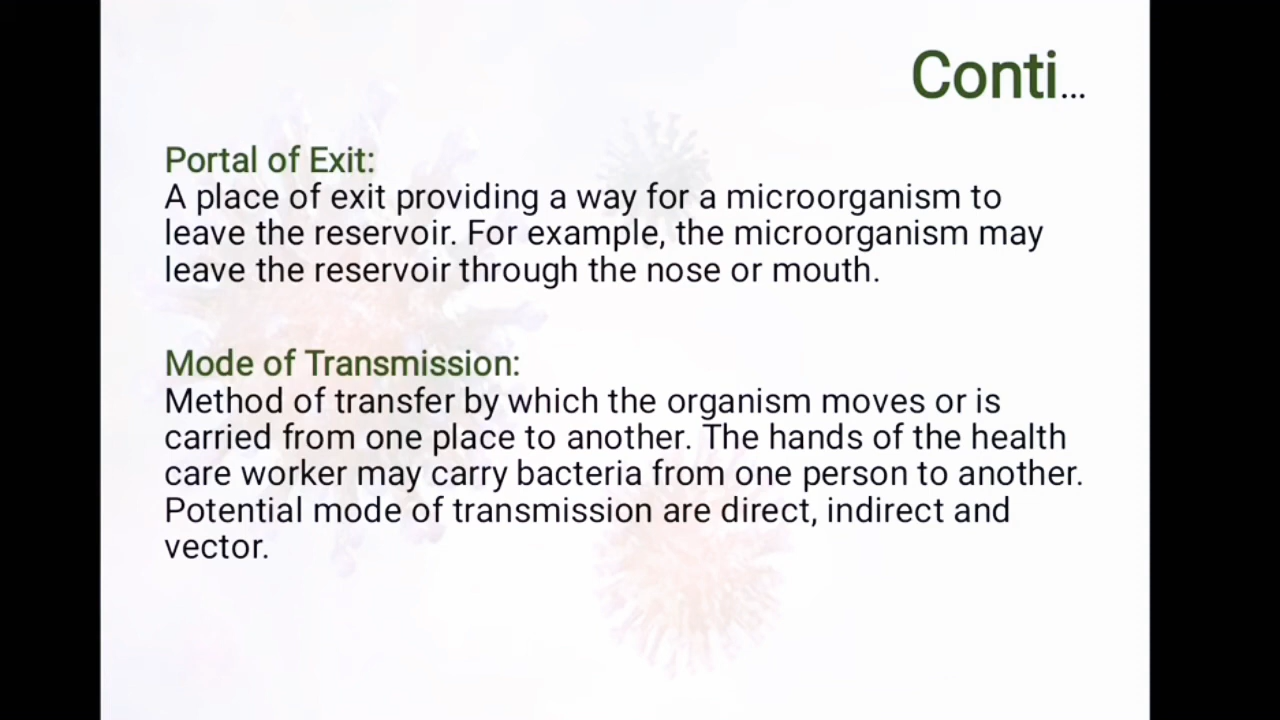 Conti...
Portal of Exit:
A place of exit providing a way for a microorganism to
leave the reservoir. For example, the microorganism may
leave the reservoir through the nose or mouth.
Mode of Transmission:
Method of transfer by which the organism moves or is
carried from one place to another. The hands of the health
care worker may carry bacteria from one person to another.
Potential mode of transmission are direct, indirect and
vector.